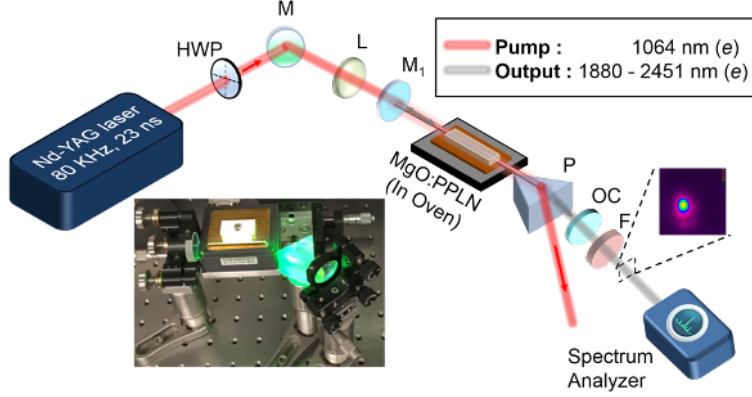 M
HWP
L
M₁
Pump : 1064 nm (e)
Output : 1880 - 2451 nm (e)
Nd-YAG laser
80 KHz, 23 ns
MgO:PPLN
(In Oven)
P
OC
F
Spectrum
Analyzer